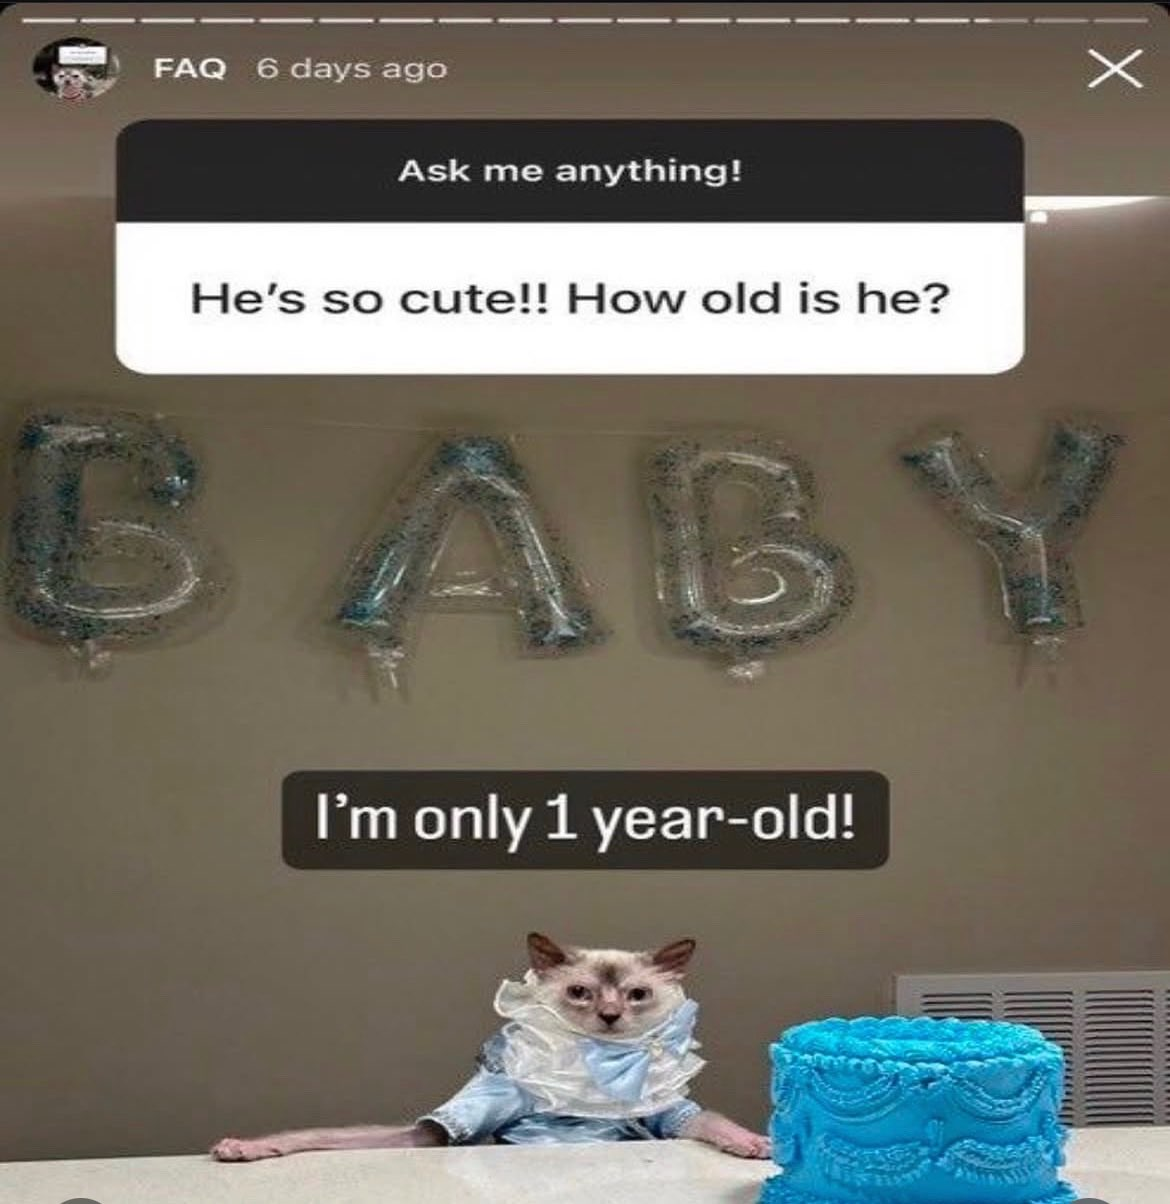 FAQ 6 days ago
Ask me anything!
He's so cute!! How old is he?
BABY
I'm only 1 year-old!